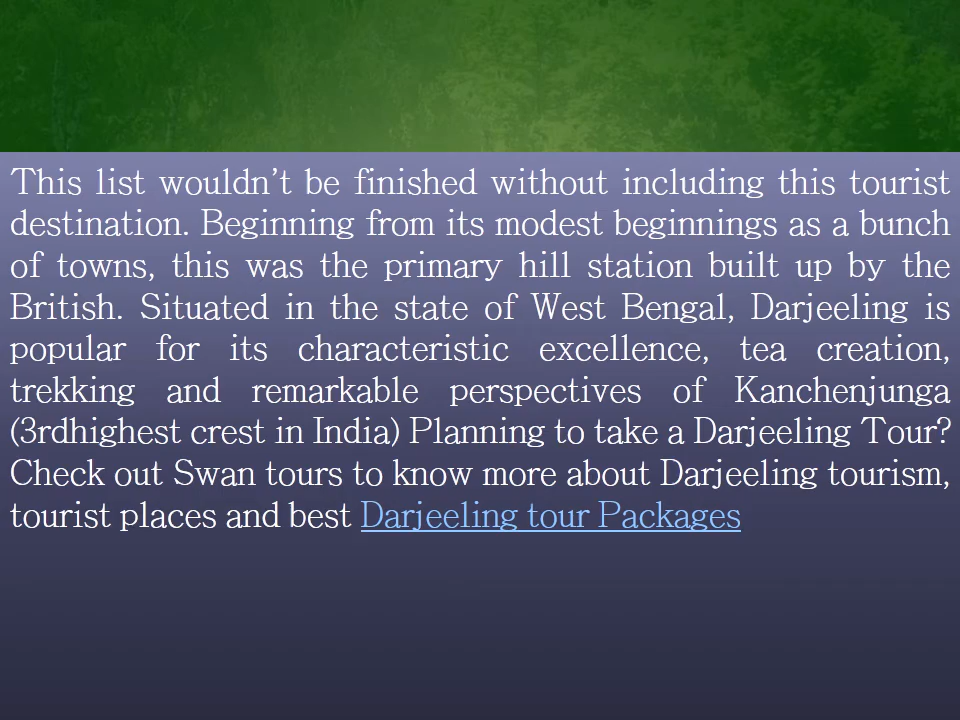 This list wouldn’t be finished without including this tourist
destination. Beginning from its modest beginnings as a bunch
of towns, this was the primary hill station built up by the
British. Situated in the state of West Bengal, Darjeeling is
popular for its characteristic excellence, tea creation,
trekking and remarkable perspectives of Kanchenjunga
(3rdhighest crest in India) Planning to take a Darjeeling Tour?
Check out Swan tours to know more about Darjeeling tourism,
tourist places and best Darjeeling tour Packages